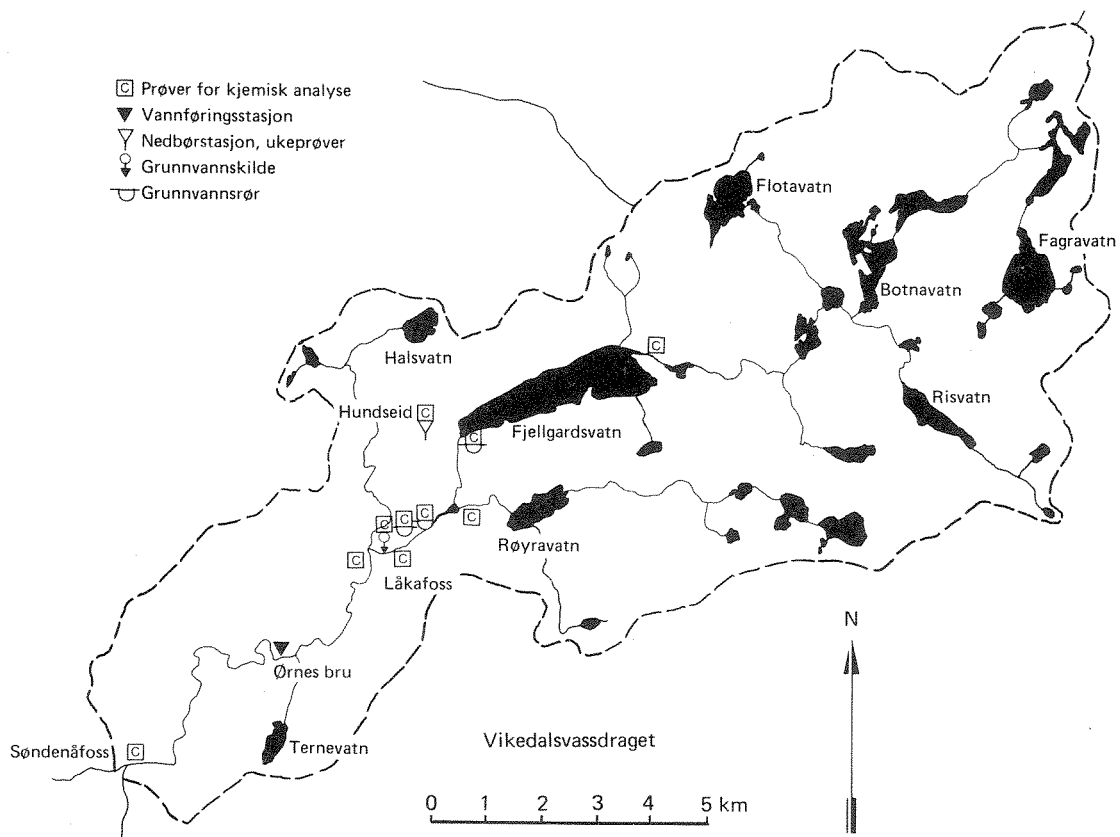 C Prøver for kjemisk analyse
Vannføringsstasjon
Nedbørstasjon, ukeprøver
Grunnvannskilde
Grunnvannsrør
Flotavatn
Fagravatn
Botnavatn
Halsvatn
C
Risvatn
Hundseid C
Fjellgardsvatn
C
C C C C
Røyravatn
C C
Låkafoss
N
Ørnes bru
Ternevatn
Vikedalsvassdraget
Søndenåfoss C
0 1 2 3 4 5 km